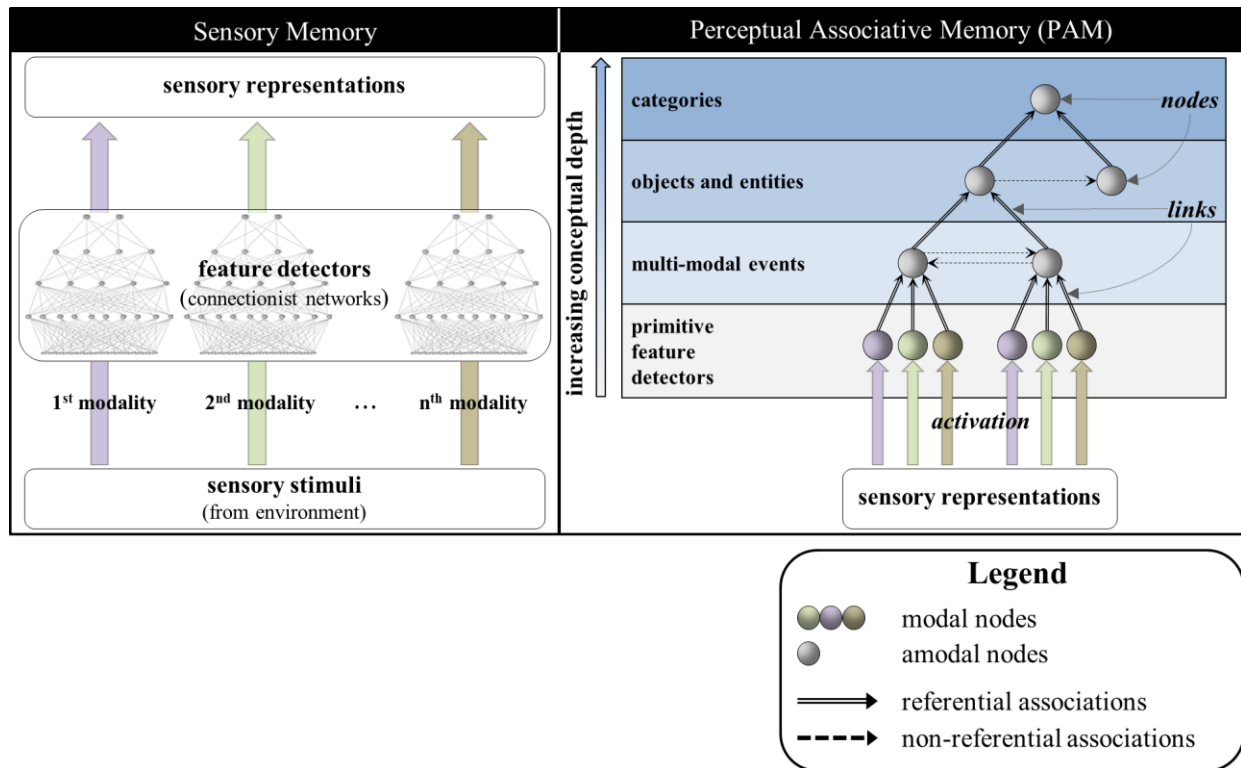 Sensory Memory
sensory representations
feature detectors
(connectionist networks)
1st modality
2nd modality
...
nth modality
sensory stimuli
(from environment)
Perceptual Associative Memory (PAM)
increasing conceptual depth
categories
nodes
objects and entities
links
multi-modal events
primitive
feature
detectors
activation
sensory representations
Legend
modal nodes
amodal nodes
referential associations
non-referential associations